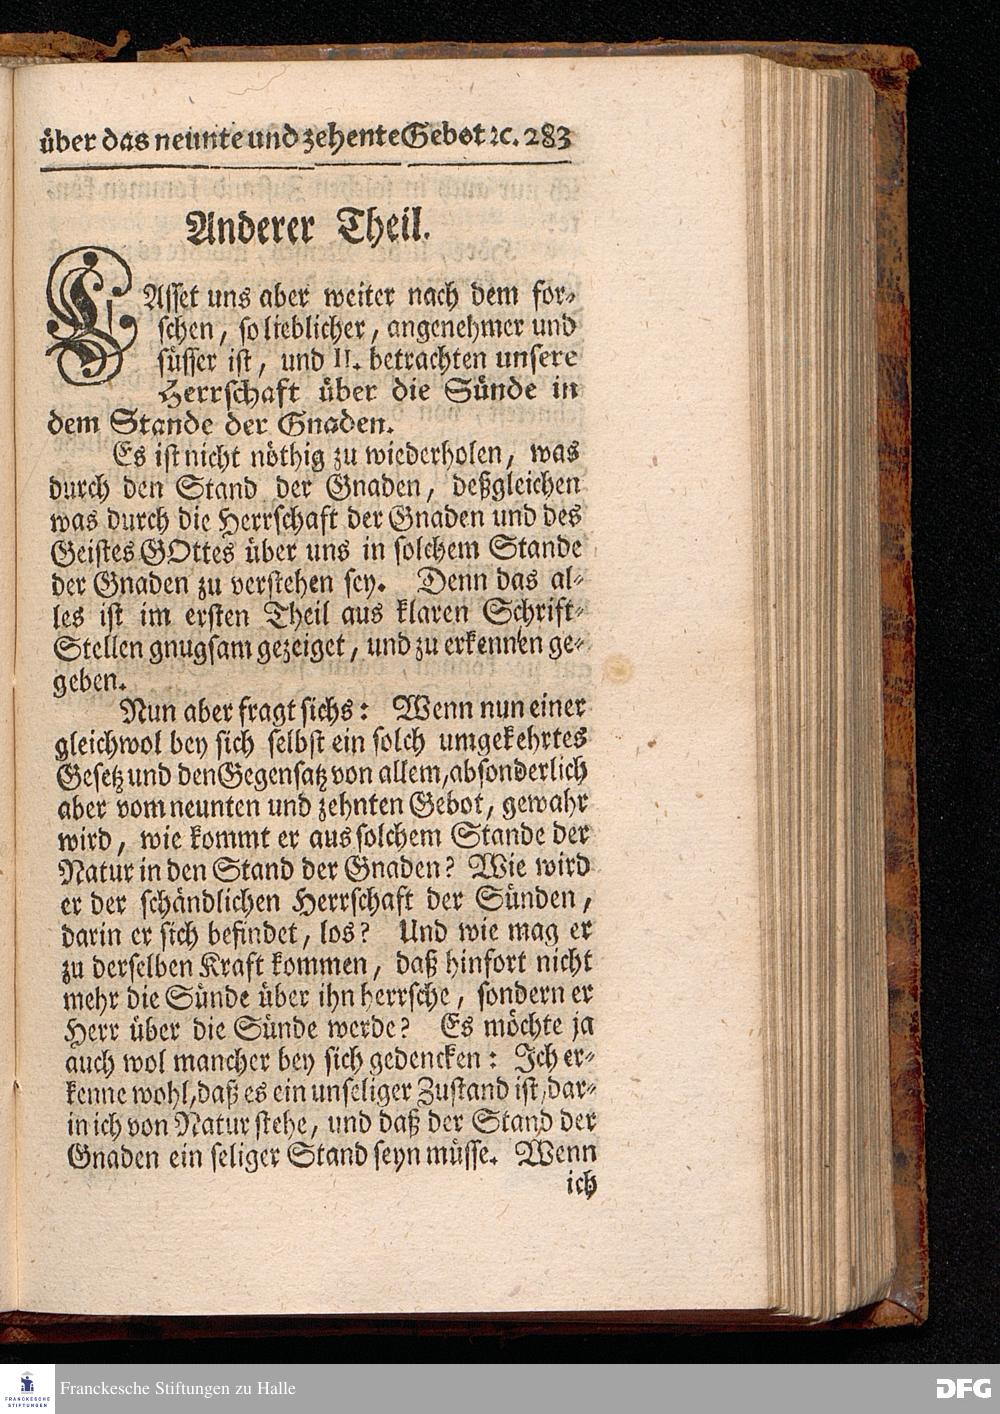 über das neunte und zehente Gebot ꝛc. 283
Anderer Theil.
LAsset uns aber weiter nach dem for-
schen, so lieblicher, angenehmer und
süsser ist, und II. betrachten unsere
Herrschaft über die Sünde in
dem Stande der Gnaden.
Es ist nicht nöthig zu wiederholen, was
durch den Stand der Gnaden, deßgleichen
was durch die Herrschaft der Gnaden und des
Geistes GOttes über uns in solchem Stande
der Gnaden zu verstehen sey. Denn das al-
les ist im ersten Theil aus klaren Schrift-
Stellen gnugsam gezeiget, und zu erkennen ge-
geben.
Nun aber fragt sichs: Wenn nun einer
gleichwol bey sich selbst ein solch umgekehrtes
Gesetz und den Gegensatz von allem, absonderlich
aber vom neunten und zehnten Gebot, gewahr
wird, wie kommt er aus solchem Stande der
Natur in den Stand der Gnaden? Wie wird
er der schändlichen Herrschaft der Sünden,
darin er sich befindet, los? Und wie mag er
zu derselben Kraft kommen, daß hinfort nicht
mehr die Sünde über ihn herrsche, sondern er
Herr über die Sünde werde? Es möchte ja
auch wol mancher bey sich gedencken: Ich er-
kenne wohl, daß es ein unseliger Zustand ist, dar-
in ich von Natur stehe, und daß der Stand der
Gnaden ein seliger Stand seyn müsse. Wenn
ich
FRANCKESCHE
STIFTUNGEN
Franckesche Stiftungen zu Halle
DFG